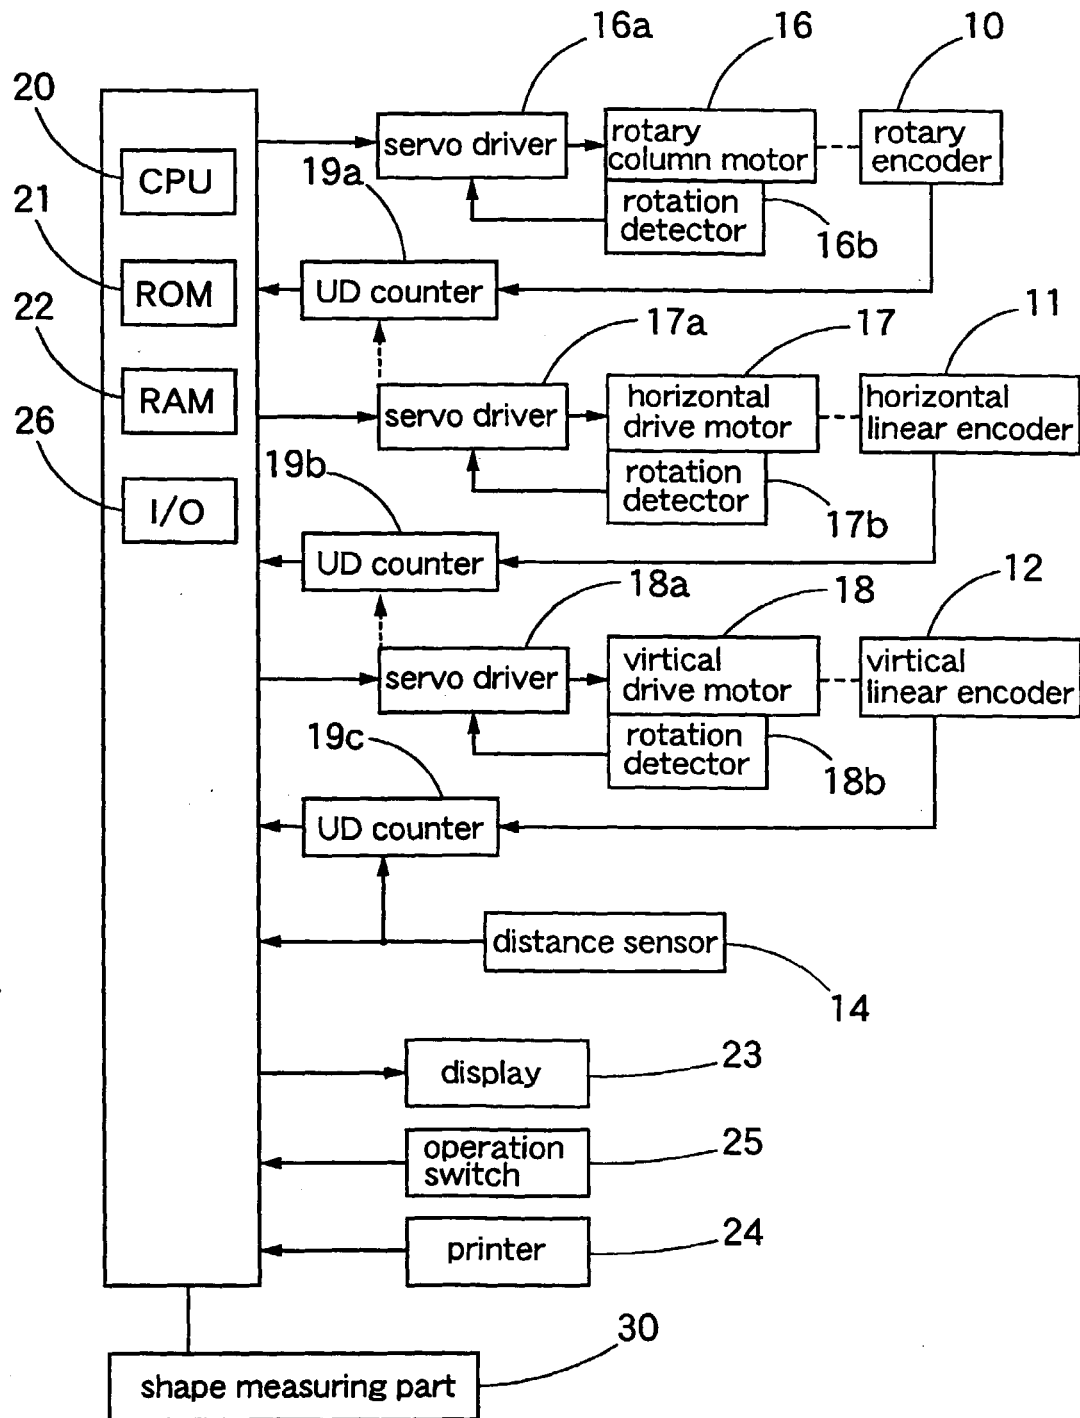 16a
16
10
20
servo driver
rotary
column motor
rotary
encoder
CPU
19a
rotation
detector
16b
21
ROM
UD counter
17a
17
11
22
RAM
servo driver
horizontal
drive motor
horizontal
linear encoder
26
19b
rotation
detector
17b
I/O
UD counter
18a
18
12
servo driver
virtical
drive motor
virtical
linear encoder
19c
rotation
detector
18b
UD counter
distance sensor
14
display
23
operation
switch
25
printer
24
30
shape measuring part